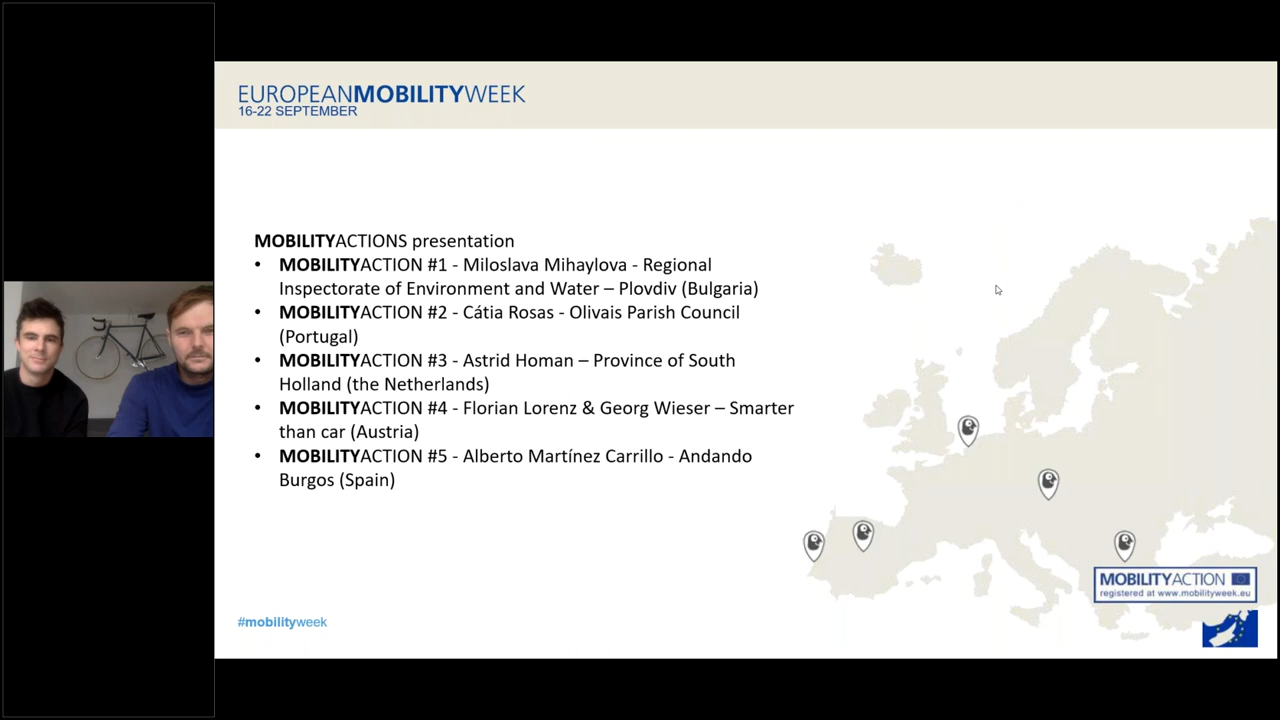 EUROPEANMOBILITYWEEK
16-22 SEPTEMBER
MOBILITYACTIONS presentation
• MOBILITYACTION #1 - Miloslava Mihaylova - Regional
Inspectorate of Environment and Water – Plovdiv (Bulgaria)
• MOBILITYACTION #2 - Cátia Rosas - Olivais Parish Council
(Portugal)
• MOBILITYACTION #3 - Astrid Homan – Province of South
Holland (the Netherlands)
• MOBILITYACTION #4 - Florian Lorenz & Georg Wieser – Smarter
than car (Austria)
• MOBILITYACTION #5 - Alberto Martínez Carrillo - Andando
Burgos (Spain)
MOBILITYACTION
registered at www.mobilityweek.eu
#mobilityweek